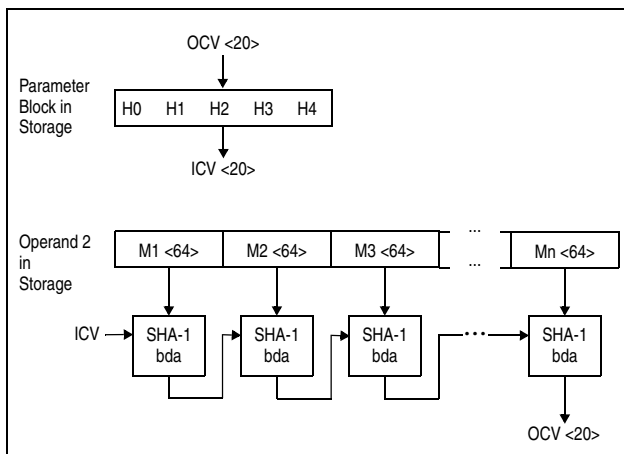 OCV <20>
Parameter
Block in
Storage
H0 H1 H2 H3 H4
ICV <20>
Operand 2
in
Storage
M1 <64> M2 <64> M3 <64> ... ... Mn <64>
ICV
SHA-1 SHA-1 SHA-1 ... SHA-1
bda bda bda bda
OCV <20>